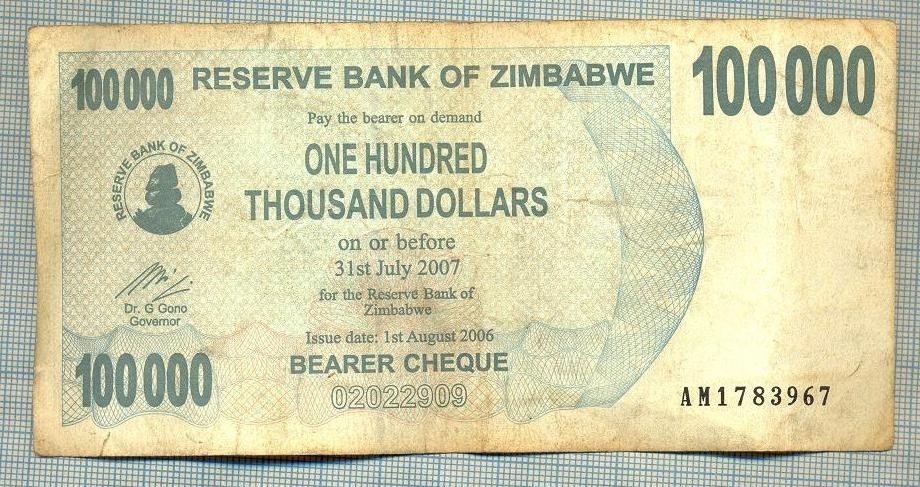 100 000
RESERVE BANK OF ZIMBABWE
100 000
Pay the bearer on demand
ONE HUNDRED
THOUSAND DOLLARS
RESERVE BANK OF ZIMBABWE
on or before
31st July 2007
for the Reserve Bank of
Zimbabwe
Dr. G Gono
Governor
Issue date: 1st August 2006
BEARER CHEQUE
100 000
02022909
AM1783967